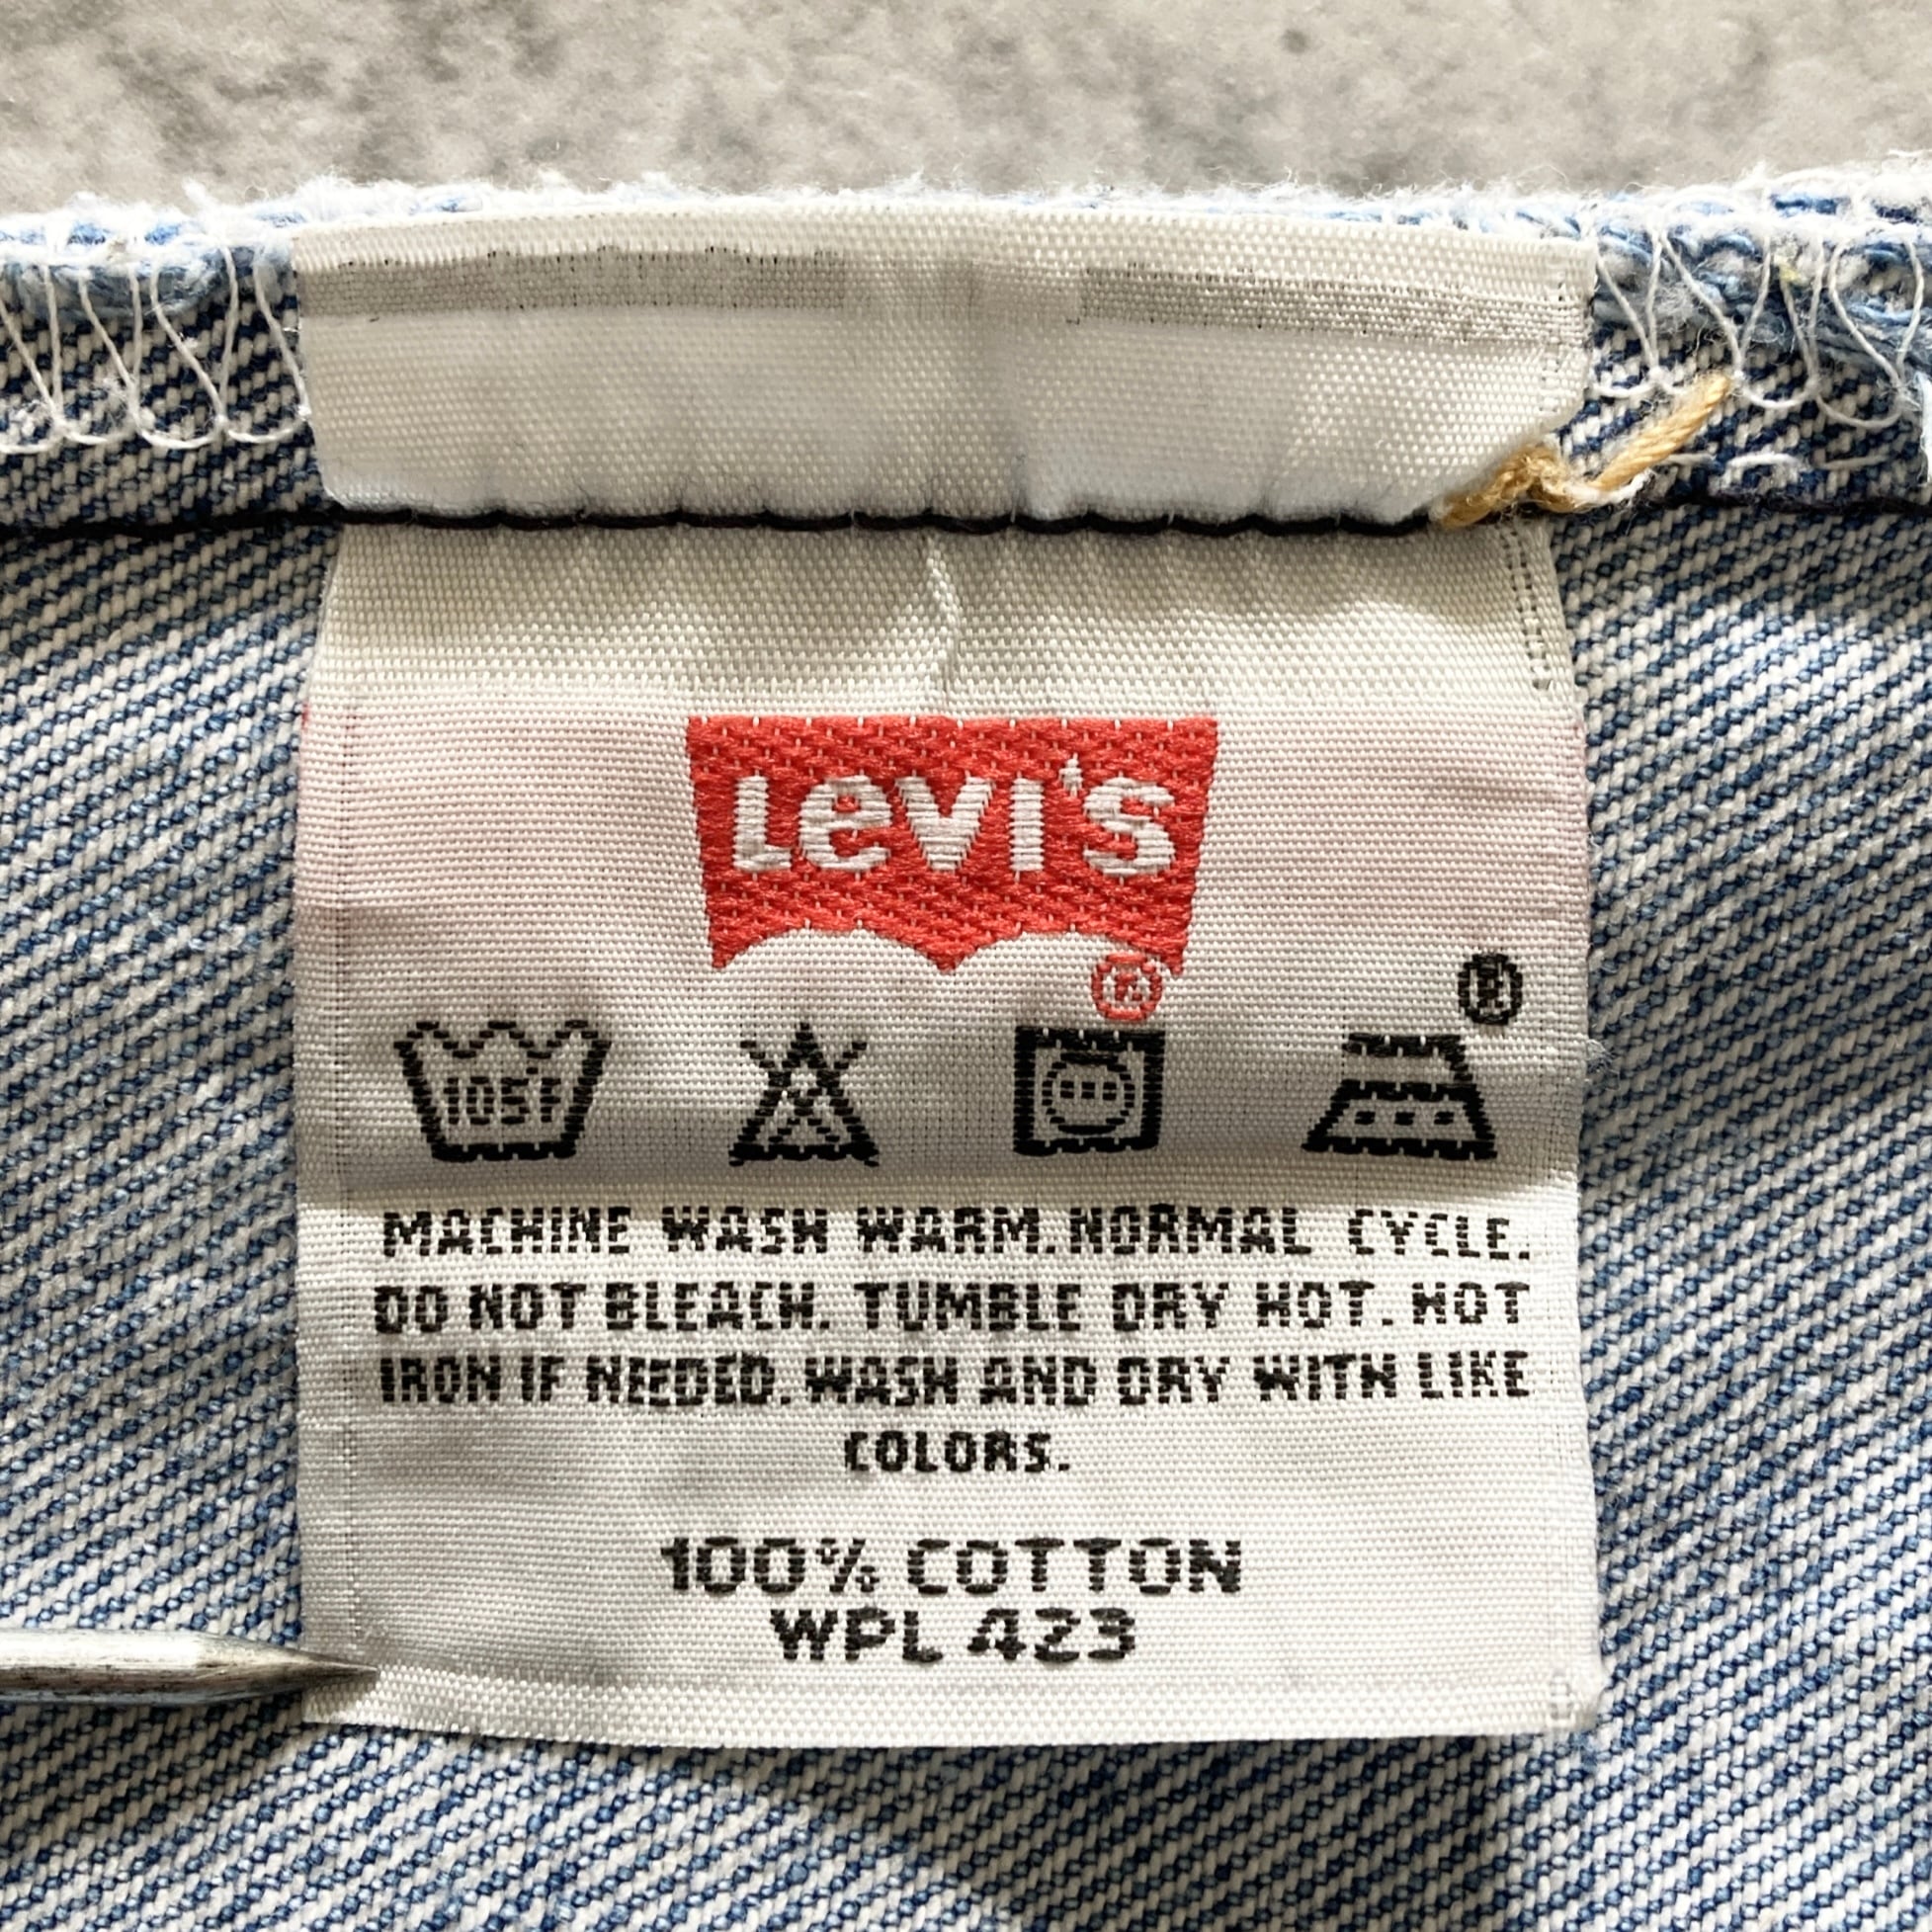 Levi's
®
®
105F
MACHINE WASH WARM. NORMAL CYCLE.
DO NOT BLEACH. TUMBLE DRY HOT. HOT
IRON IF NEEDED. WASH AND DRY WITH LIKE
COLORS.
100% COTTON
WPL 423